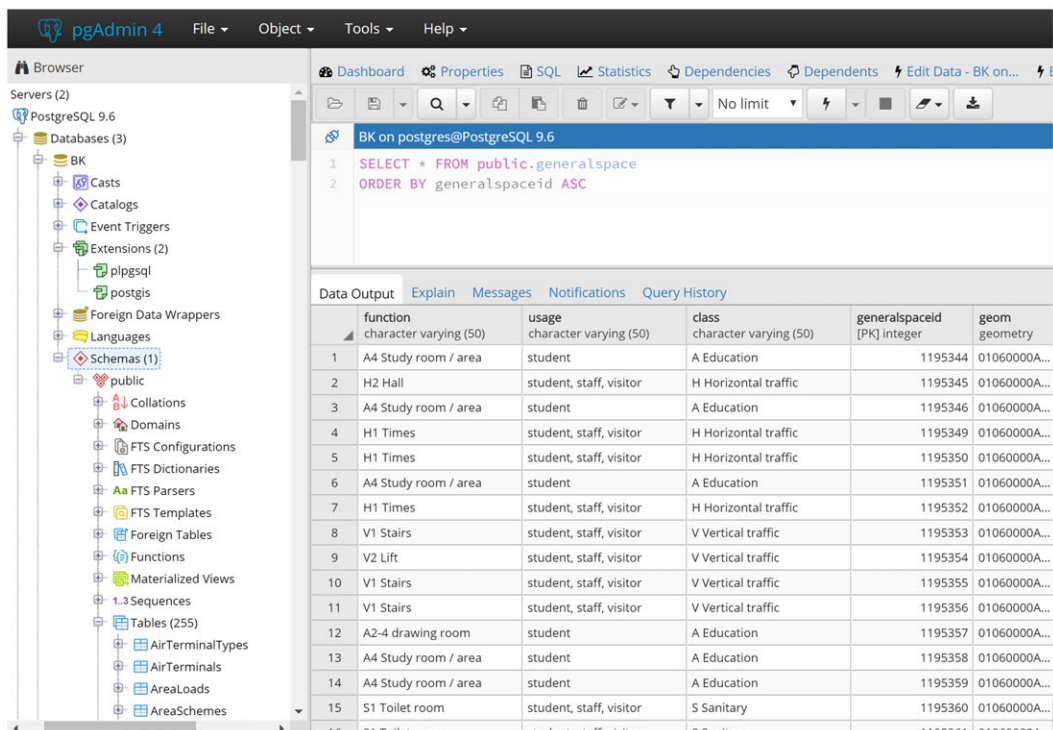 pgAdmin 4 File Object Tools Help
Browser
Dashboard Properties SQL Statistics Dependencies Dependents Edit Data - BK on...
Servers (2)
PostgreSQL 9.6
Databases (3)
BK
Casts
Catalogs
Event Triggers
Extensions (2)
plpgsql
postgis
Foreign Data Wrappers
Languages
Schemas (1)
public
Collations
Domains
FTS Configurations
FTS Dictionaries
Aa FTS Parsers
FTS Templates
Foreign Tables
Functions
Materialized Views
1..3 Sequences
Tables (255)
AirTerminalTypes
AirTerminals
AreaLoads
AreaSchemes
No limit
BK on postgres@PostgreSQL 9.6
1 SELECT * FROM public.generalspace
2 ORDER BY generalspaceid ASC
Data Output Explain Messages Notifications Query History
function usage class generalspaceid geom
character varying (50) character varying (50) character varying (50) [PK] integer geometry
1 A4 Study room / area student A Education 1195344 01060000A...
2 H2 Hall student, staff, visitor H Horizontal traffic 1195345 01060000A...
3 A4 Study room / area student A Education 1195346 01060000A...
4 H1 Times student, staff, visitor H Horizontal traffic 1195349 01060000A...
5 H1 Times student, staff, visitor H Horizontal traffic 1195350 01060000A...
6 A4 Study room / area student A Education 1195351 01060000A...
7 H1 Times student, staff, visitor H Horizontal traffic 1195352 01060000A...
8 V1 Stairs student, staff, visitor V Vertical traffic 1195353 01060000A...
9 V2 Lift student, staff, visitor V Vertical traffic 1195354 01060000A...
10 V1 Stairs student, staff, visitor V Vertical traffic 1195355 01060000A...
11 V1 Stairs student, staff, visitor V Vertical traffic 1195356 01060000A...
12 A2-4 drawing room student A Education 1195357 01060000A...
13 A4 Study room / area student A Education 1195358 01060000A...
14 A4 Study room / area student A Education 1195359 01060000A...
15 S1 Toilet room student, staff, visitor S Sanitary 1195360 01060000A...